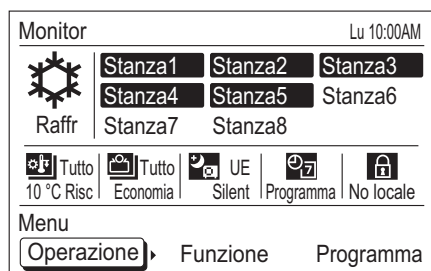 Monitor Lu 10:00AM
Stanza1 Stanza2 Stanza3
Stanza4 Stanza5 Stanza6
Raffr Stanza7 Stanza8
Tutto Tutto UE 7
10 °C Risc Economia Silent Programma No locale
Menu
Operazione Funzione Programma